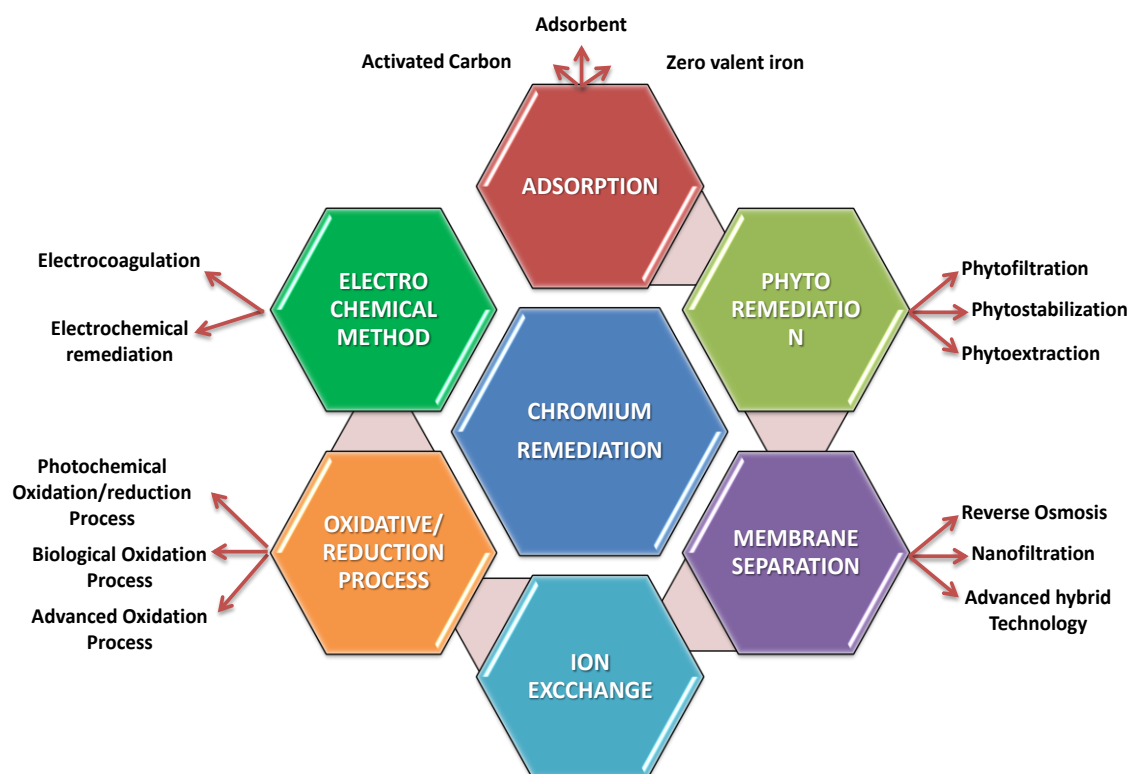 Adsorbent
Activated Carbon
Zero valent iron
ADSORPTION
Electrocoagulation
Electrochemical
remediation
ELECTRO
CHEMICAL
METHOD
PHYTO
REMEDIATIO
N
Phytofiltration
Phytostabilization
Phytoextraction
CHROMIUM
REMEDIATION
Photochemical
Oxidation/reduction
Process
Biological Oxidation
Process
Advanced Oxidation
Process
OXIDATIVE/
REDUCTION
PROCESS
MEMBRANE
SEPARATION
Reverse Osmosis
Nanofiltration
Advanced hybrid
Technology
ION
EXCCHANGE